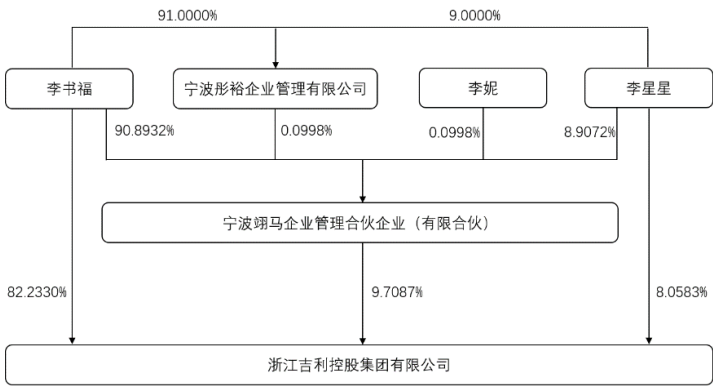 91.0000%
9.0000%
李书福
宁波彤裕企业管理有限公司
李妮
李星星
90.8932%
0.0998%
0.0998%
8.9072%
宁波翊马企业管理合伙企业（有限合伙）
82.2330%
9.7087%
8.0583%
浙江吉利控股集团有限公司